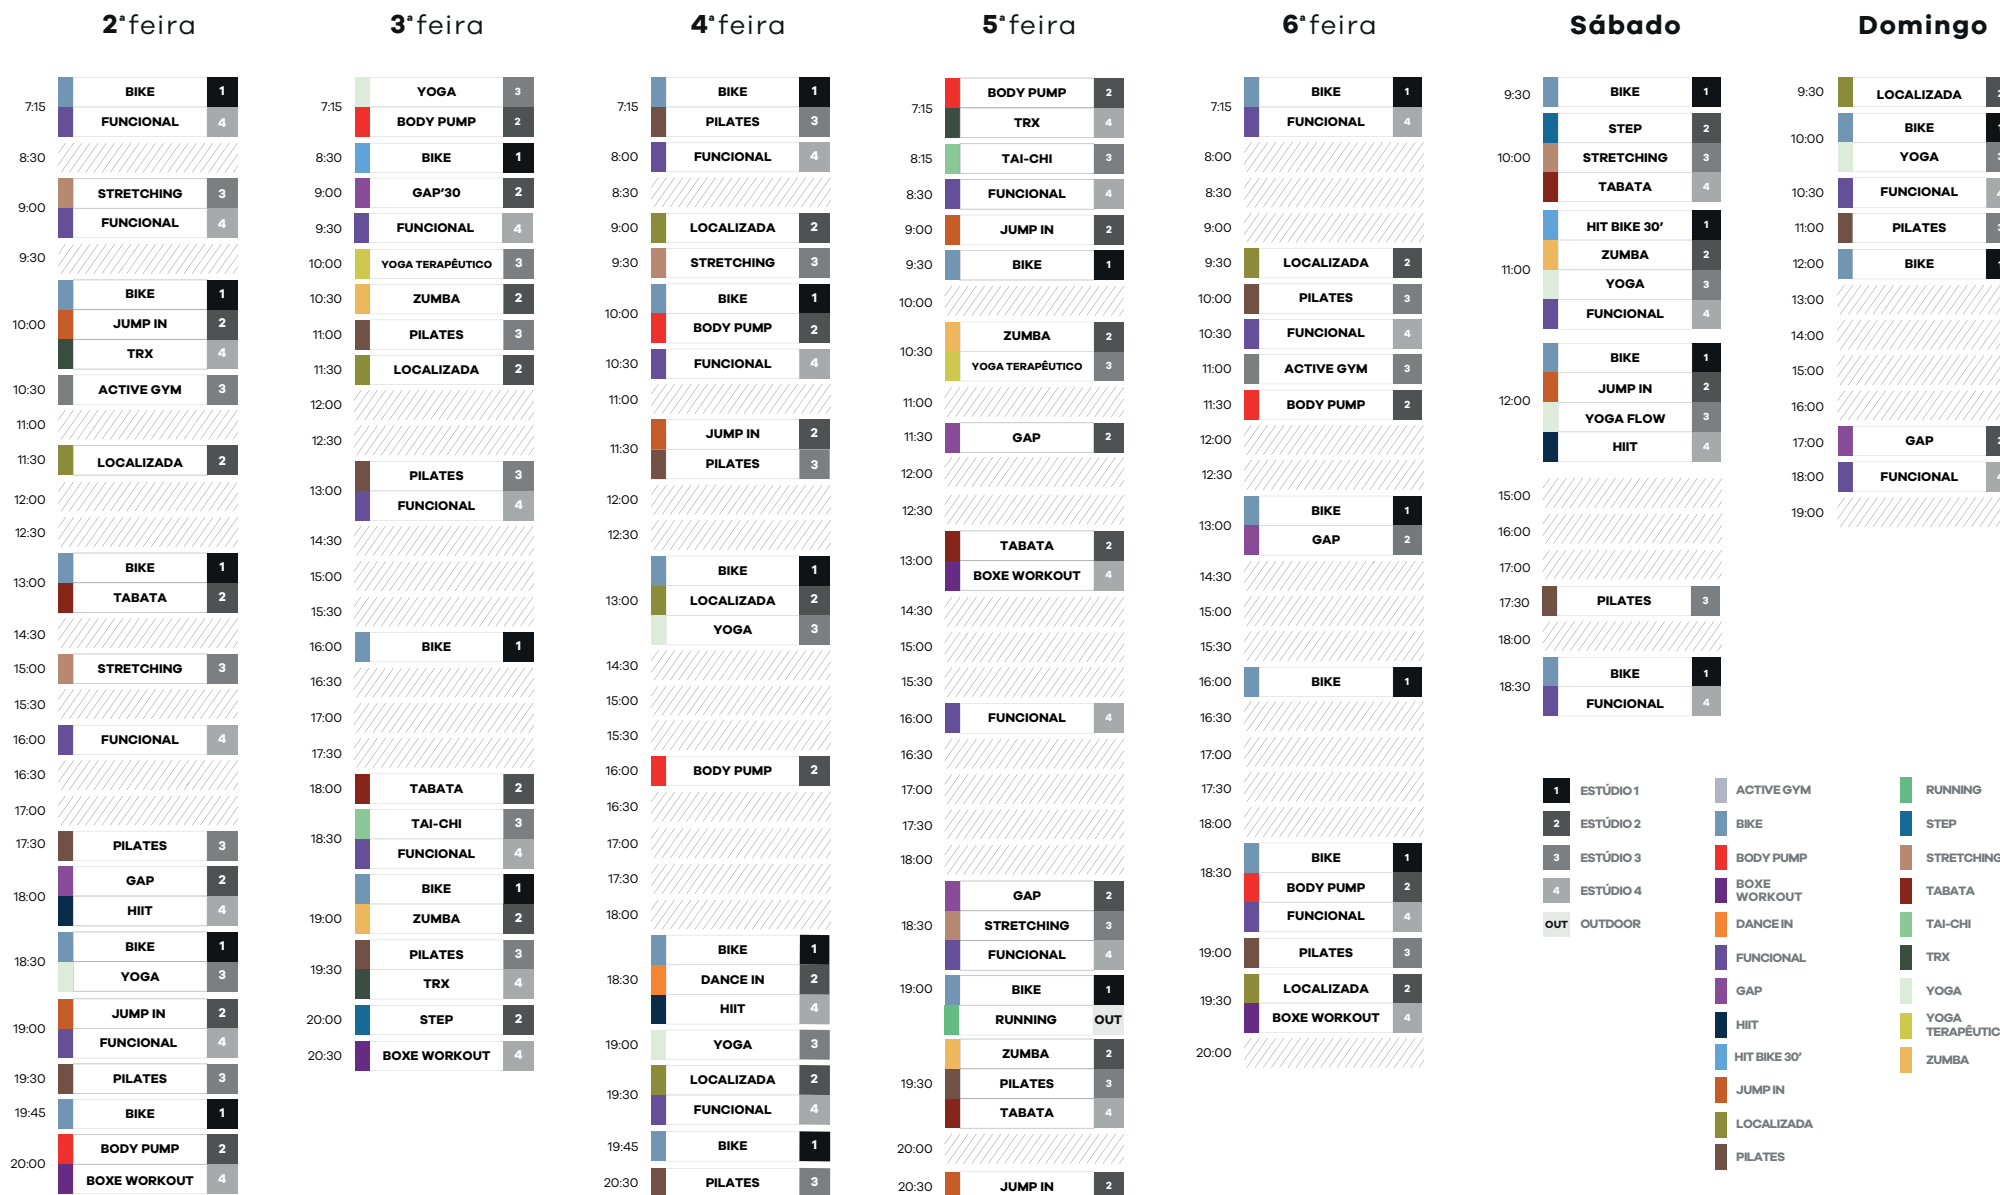 2ªfeira
7:15
BIKE 1
FUNCIONAL 4
8:30
9:00
STRETCHING 3
FUNCIONAL 4
9:30
10:00
BIKE 1
JUMP IN 2
TRX 4
10:30
ACTIVE GYM 3
11:00
11:30
LOCALIZADA 2
12:00
12:30
13:00
BIKE 1
TABATA 2
14:30
15:00
STRETCHING 3
15:30
16:00
FUNCIONAL 4
16:30
17:00
17:30
PILATES 3
18:00
GAP 2
HIIT 4
18:30
BIKE 1
YOGA 3
19:00
JUMP IN 2
FUNCIONAL 4
19:30
PILATES 3
19:45
BIKE 1
20:00
BODY PUMP 2
BOXE WORKOUT 4
3ªfeira
7:15
YOGA 3
BODY PUMP 2
8:30
BIKE 1
9:00
GAP'30 2
9:30
FUNCIONAL 4
10:00
YOGA TERAPÊUTICO 3
10:30
ZUMBA 2
11:00
PILATES 3
11:30
LOCALIZADA 2
12:00
12:30
13:00
PILATES 3
FUNCIONAL 4
14:30
15:00
15:30
16:00
BIKE 1
16:30
17:00
17:30
18:00
TABATA 2
18:30
TAI-CHI 3
FUNCIONAL 4
19:00
BIKE 1
ZUMBA 2
19:30
PILATES 3
TRX 4
20:00
STEP 2
20:30
BOXE WORKOUT 4
4ªfeira
7:15
BIKE 1
PILATES 3
8:00
FUNCIONAL 4
8:30
9:00
LOCALIZADA 2
9:30
STRETCHING 3
10:00
BIKE 1
BODY PUMP 2
10:30
FUNCIONAL 4
11:00
11:30
JUMP IN 2
PILATES 3
12:00
12:30
13:00
BIKE 1
LOCALIZADA 2
YOGA 3
14:30
15:00
15:30
16:00
BODY PUMP 2
16:30
17:00
17:30
18:00
18:30
BIKE 1
DANCE IN 2
HIIT 4
19:00
YOGA 3
19:30
LOCALIZADA 2
FUNCIONAL 4
19:45
BIKE 1
20:30
PILATES 3
5ªfeira
7:15
BODY PUMP 2
TRX 4
8:15
TAI-CHI 3
8:30
FUNCIONAL 4
9:00
JUMP IN 2
9:30
BIKE 1
10:00
10:30
ZUMBA 2
YOGA TERAPÊUTICO 3
11:00
11:30
GAP 2
12:00
12:30
13:00
TABATA 2
BOXE WORKOUT 4
14:30
15:00
15:30
16:00
FUNCIONAL 4
16:30
17:00
17:30
18:00
18:30
GAP 2
STRETCHING 3
FUNCIONAL 4
19:00
BIKE 1
RUNNING OUT
19:30
ZUMBA 2
PILATES 3
TABATA 4
20:00
20:30
JUMP IN 2
6ªfeira
7:15
BIKE 1
FUNCIONAL 4
8:00
8:30
9:00
9:30
LOCALIZADA 2
10:00
PILATES 3
10:30
FUNCIONAL 4
11:00
ACTIVE GYM 3
11:30
BODY PUMP 2
12:00
12:30
13:00
BIKE 1
GAP 2
14:30
15:00
15:30
16:00
BIKE 1
16:30
17:00
17:30
18:00
18:30
BIKE 1
BODY PUMP 2
FUNCIONAL 4
19:00
PILATES 3
19:30
LOCALIZADA 2
BOXE WORKOUT 4
20:00
Sábado
9:30
BIKE 1
10:00
STEP 2
STRETCHING 3
TABATA 4
11:00
HIT BIKE 30' 1
ZUMBA 2
YOGA 3
FUNCIONAL 4
12:00
BIKE 1
JUMP IN 2
YOGA FLOW 3
HIIT 4
15:00
16:00
17:00
17:30
PILATES 3
18:00
18:30
BIKE 1
FUNCIONAL 4
Domingo
9:30
LOCALIZADA
10:00
BIKE
YOGA
10:30
FUNCIONAL
11:00
PILATES
12:00
BIKE
13:00
14:00
15:00
16:00
17:00
GAP
18:00
FUNCIONAL
19:00
1 ESTÚDIO 1
2 ESTÚDIO 2
3 ESTÚDIO 3
4 ESTÚDIO 4
OUT OUTDOOR
ACTIVE GYM
BIKE
BODY PUMP
BOXE
WORKOUT
DANCE IN
FUNCIONAL
GAP
HIIT
HIT BIKE 30'
JUMP IN
LOCALIZADA
PILATES
RUNNING
STEP
STRETCHING
TABATA
TAI-CHI
TRX
YOGA
YOGA
TERAPÊUTIC
ZUMBA